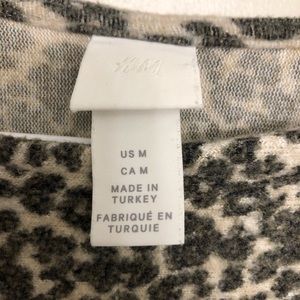 H&M
US M
CA M
MADE IN
TURKEY
FABRIQUÉ EN
TURQUIE